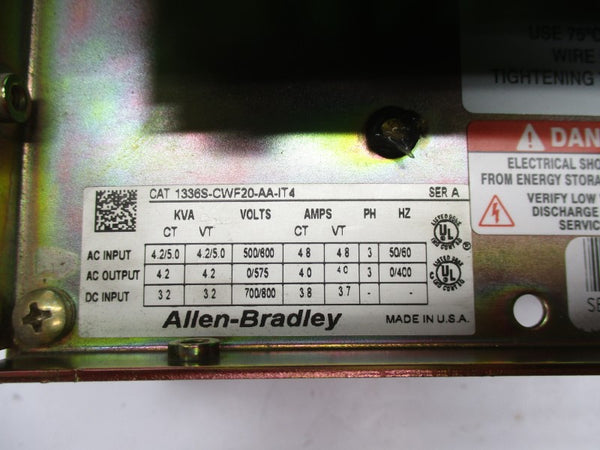 USE 75°C
WIRE
TIGHTENING
DANG
ELECTRICAL SHO
FROM ENERGY STORA
VERIFY LOW
DISCHARGE
SERVIC
CAT 1336S-CWF20-AA-IT4 SER A
KVA VOLTS AMPS PH HZ
CT VT CT VT
AC INPUT 4.2/5.0 4.2/5.0 500/600 4 8 4 8 3 50/60
AC OUTPUT 4 2 4.2 0/575 4 0 4 0 3 0/400
DC INPUT 3 2 3.2 700/800 3 8 3.7 - -
Allen-Bradley MADE IN U.S.A.
UL
UL
SE